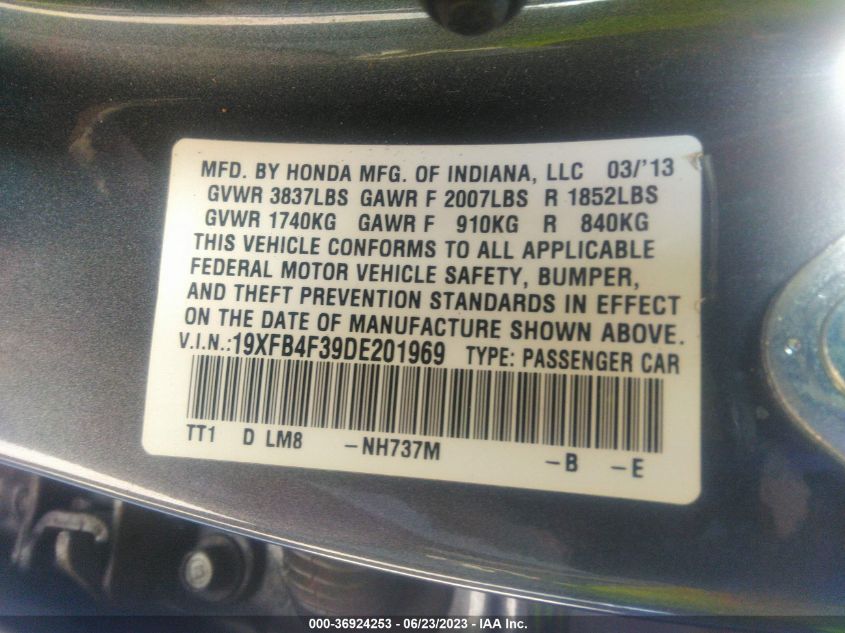 MFD. BY HONDA MFG. OF INDIANA, LLC 03/'13
GVWR 3837LBS GAWR F 2007LBS R 1852LBS
GVWR 1740KG GAWR F 910KG R 840KG
THIS VEHICLE CONFORMS TO ALL APPLICABLE
FEDERAL MOTOR VEHICLE SAFETY, BUMPER,
AND THEFT PREVENTION STANDARDS IN EFFECT
ON THE DATE OF MANUFACTURE SHOWN ABOVE.
V.I.N.:19XFB4F39DE201969 TYPE: PASSENGER CAR
TT1 D LM8 -NH737M -B -E
000-36924253 - 06/23/2023 - IAA Inc.